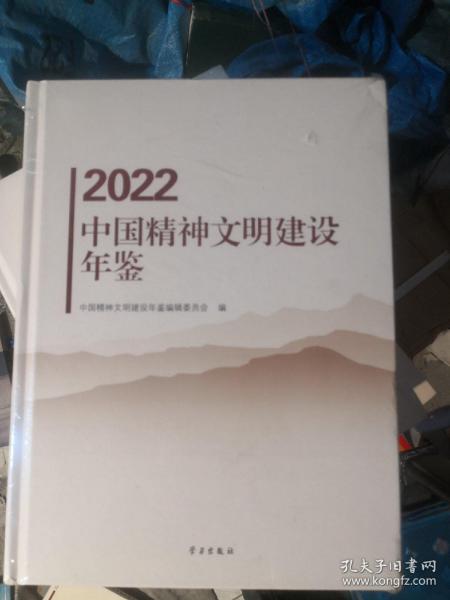 2022
中国精神文明建设
年鉴
中国精神文明建设年鉴编辑委员会 编
学习出版社
孔夫子旧书网
www.kongfz.com